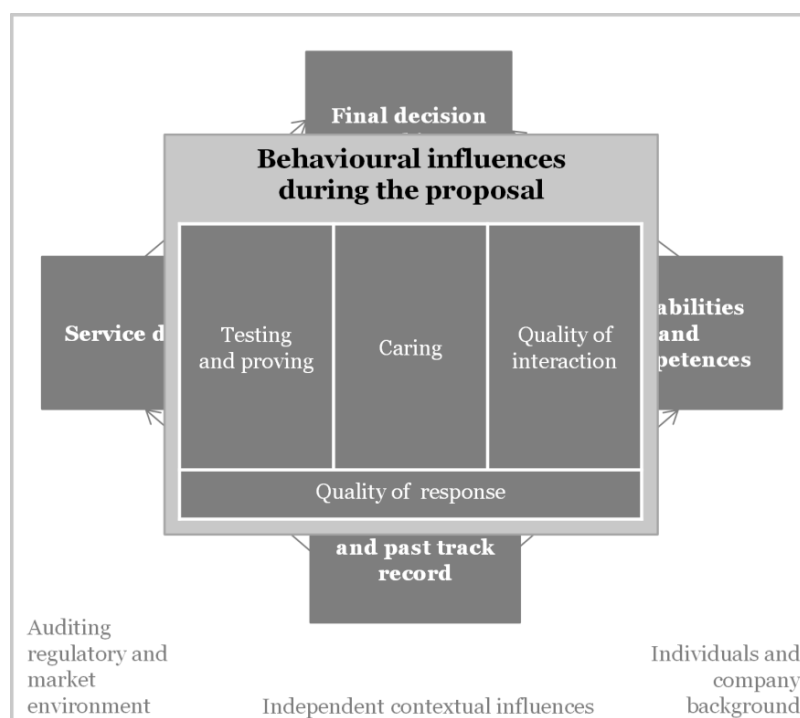 Final decision
Behavioural influences
during the proposal
Service d
Testing
and proving
Caring
Quality of
interaction
abilities
and
petences
Quality of response
and past track
record
Auditing
regulatory and
market
environment
Independent contextual influences
Individuals and
company
background